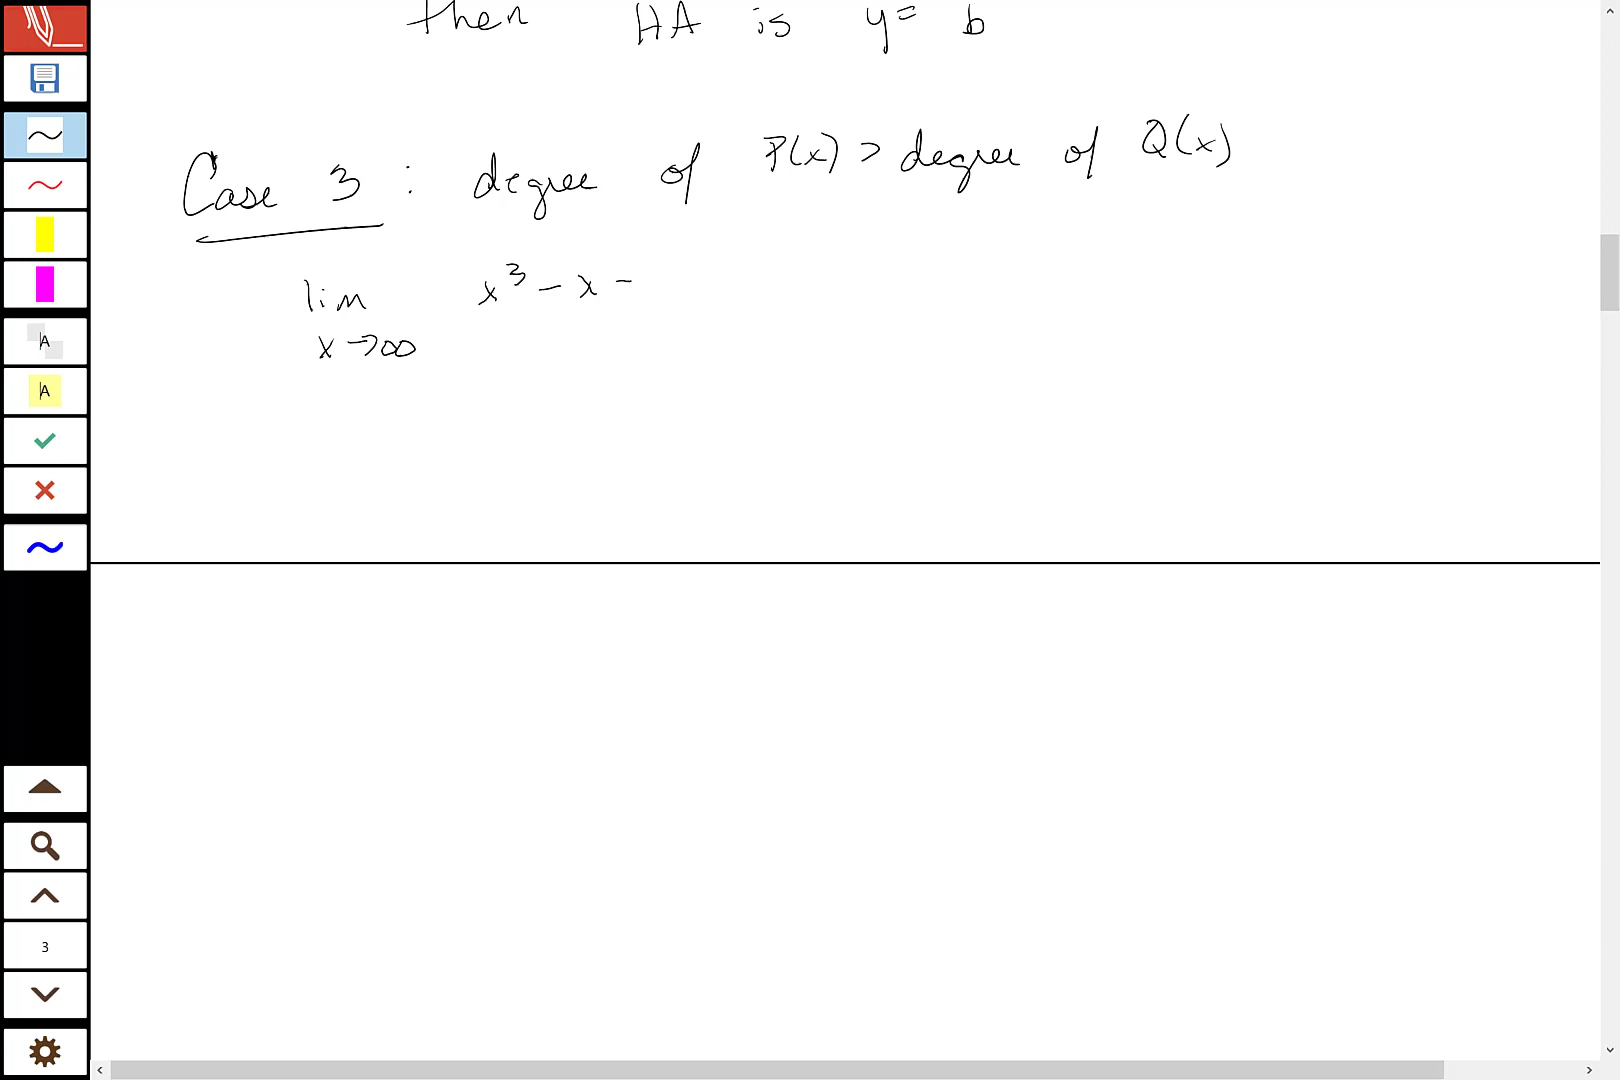 then HA is y= b
Case 3 : degree of P(x) > degree of Q(x)
lim x³ - x -
x→∞
A
A
3